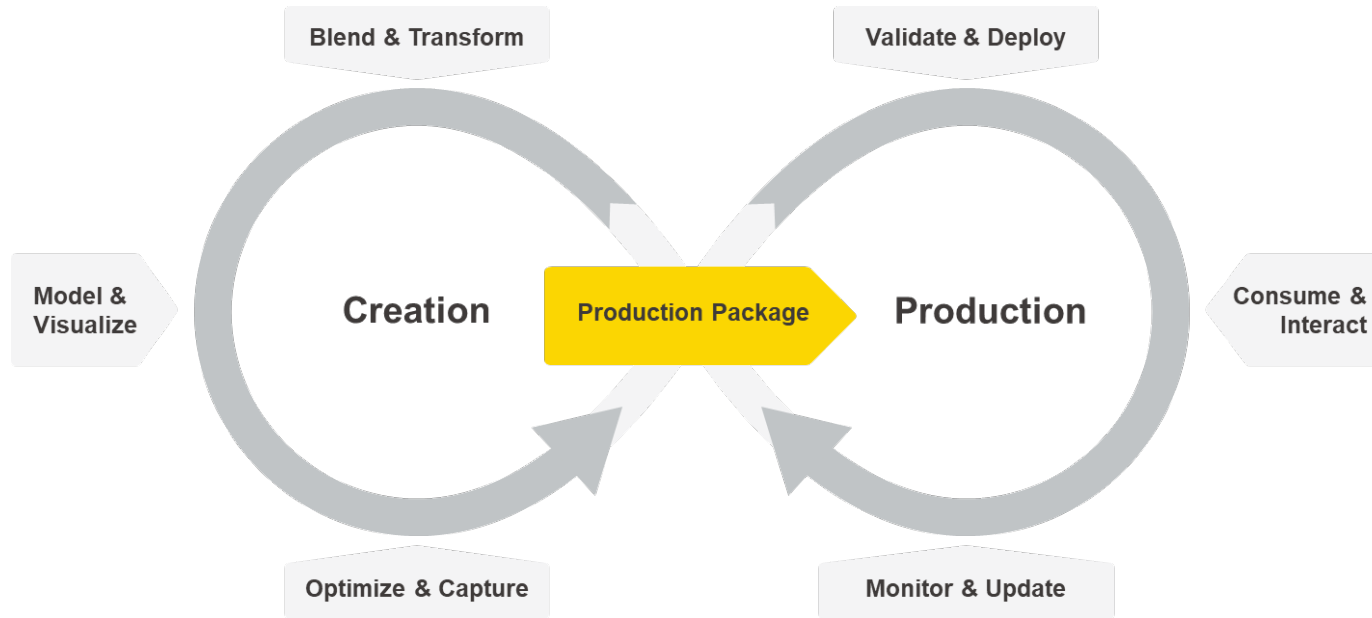 Blend & Transform
Validate & Deploy
Model &
Visualize
Creation
Production Package
Production
Consume &
Interact
Optimize & Capture
Monitor & Update